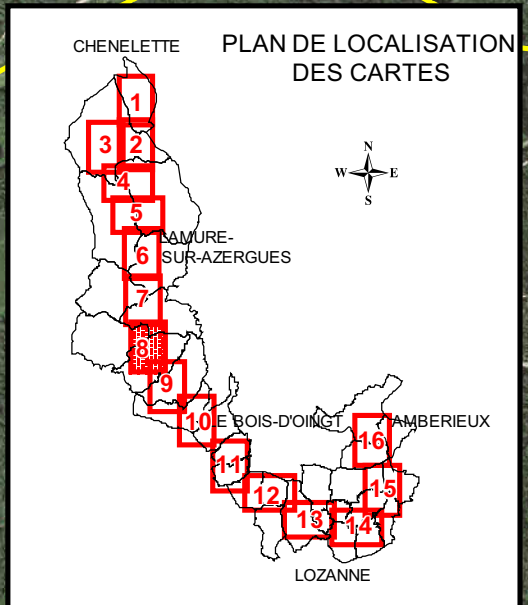 PLAN DE LOCALISATION
DES CARTES
CHENELETTE
N
W E
S
1
3 2
4
5
LAMURE-
SUR-AZERGUES
6
7
8
9
10
LE BOIS-D'OINGT
AMBERIEUX
16
11
15
12
13
14
LOZANNE